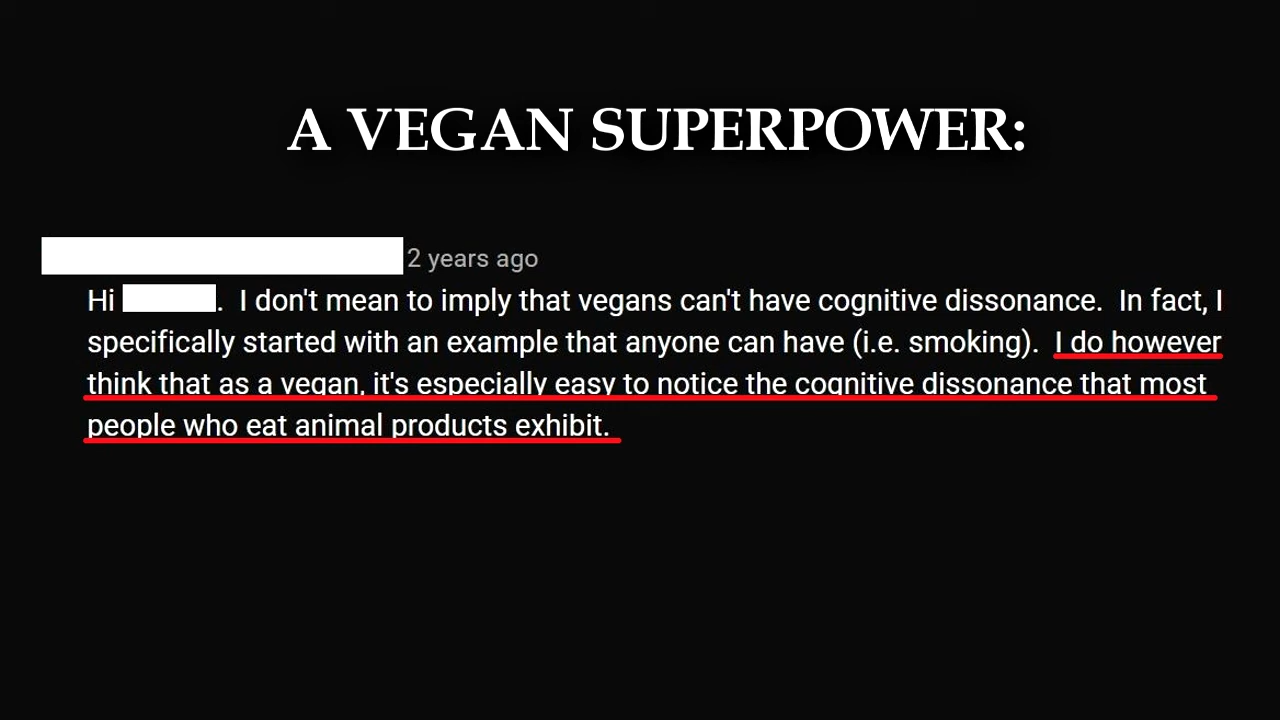 A VEGAN SUPERPOWER:
2 years ago
Hi . I don't mean to imply that vegans can't have cognitive dissonance. In fact, I
specifically started with an example that anyone can have (i.e. smoking). I do however
think that as a vegan, it's especially easy to notice the cognitive dissonance that most
people who eat animal products exhibit.